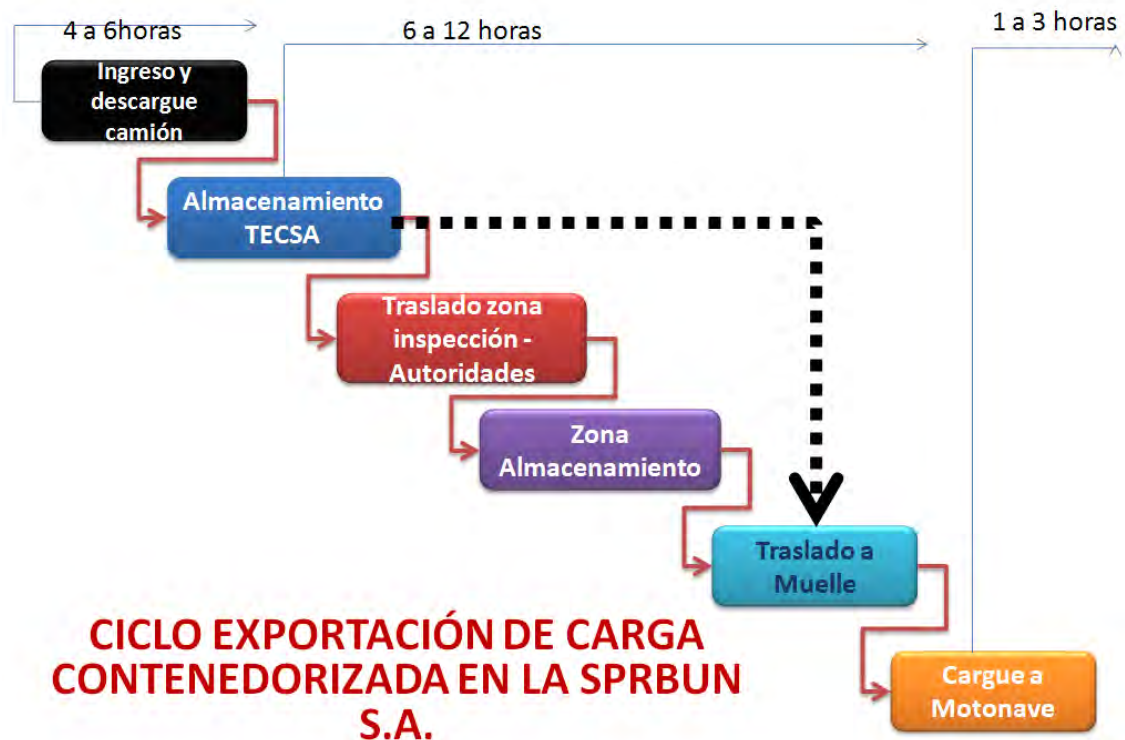 4 a 6horas
6 a 12 horas
1 a 3 horas
Ingreso y
descargue
camión
Almacenamiento
TECSA
Traslado zona
inspección -
Autoridades
Zona
Almacenamiento
Traslado a
Muelle
Cargue a
Motonave
CICLO EXPORTACIÓN DE CARGA
CONTENEDORIZADA EN LA SPRBUN
S.A.